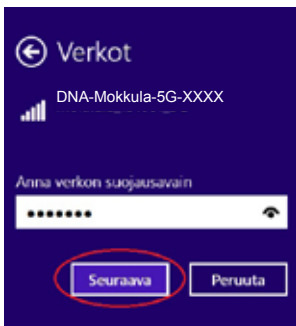 Verkot
DNA-Mokkula-5G-XXXX
Anna verkon suojausavain
•••••••
Seuraava
Peruuta